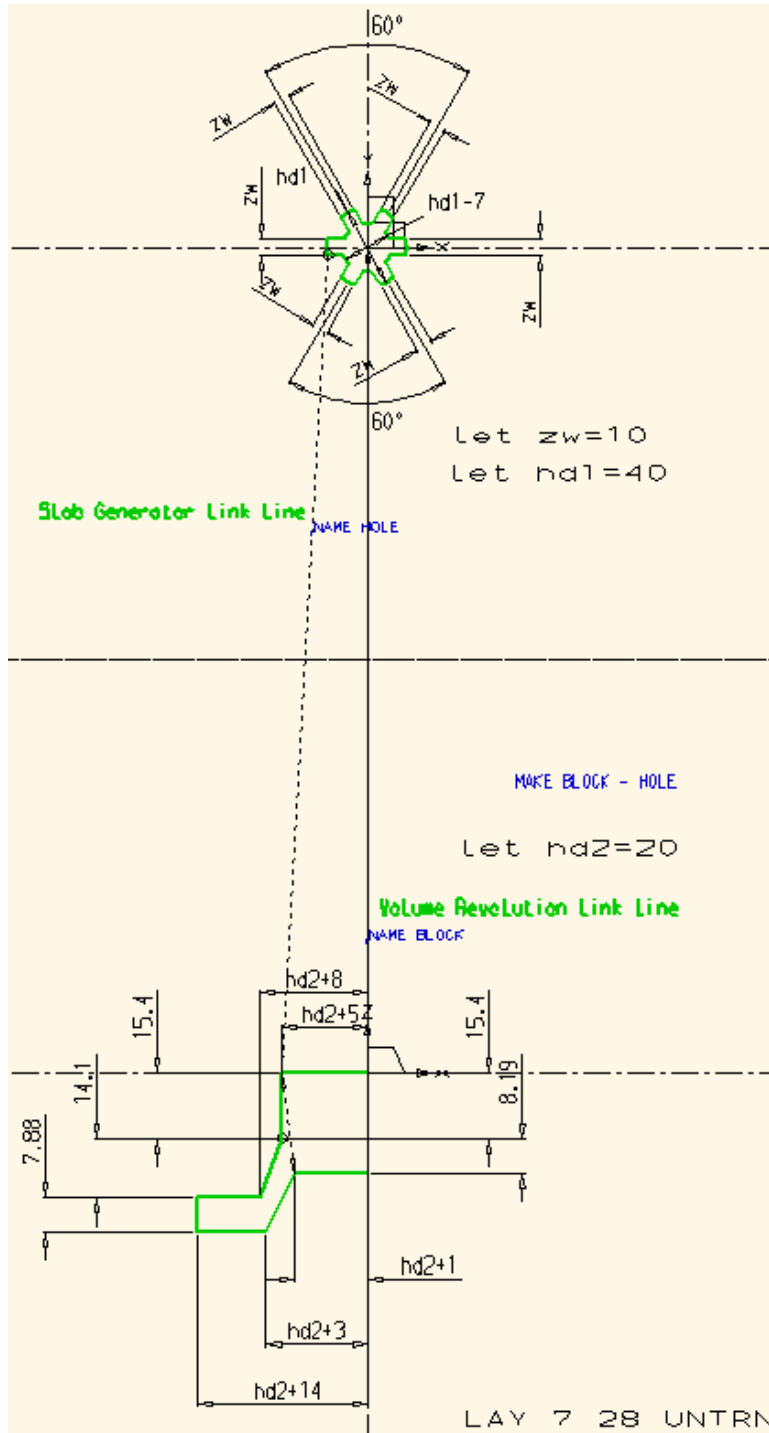 60°
zw
zw
hd1
hd1-7
zw
Y
X
zw
zw
zw
60°
let zw=10
let hd1=40
Slab Generator Link Line
NAME HOLE
MAKE BLOCK - HOLE
let hd2=20
Volume Revolution Link Line
NAME BLOCK
hd2+8
15.4
hd2+5
Z
15.4
14.1
8.19
7.88
hd2+1
hd2+3
hd2+14
LAY 7 28 UNTRN